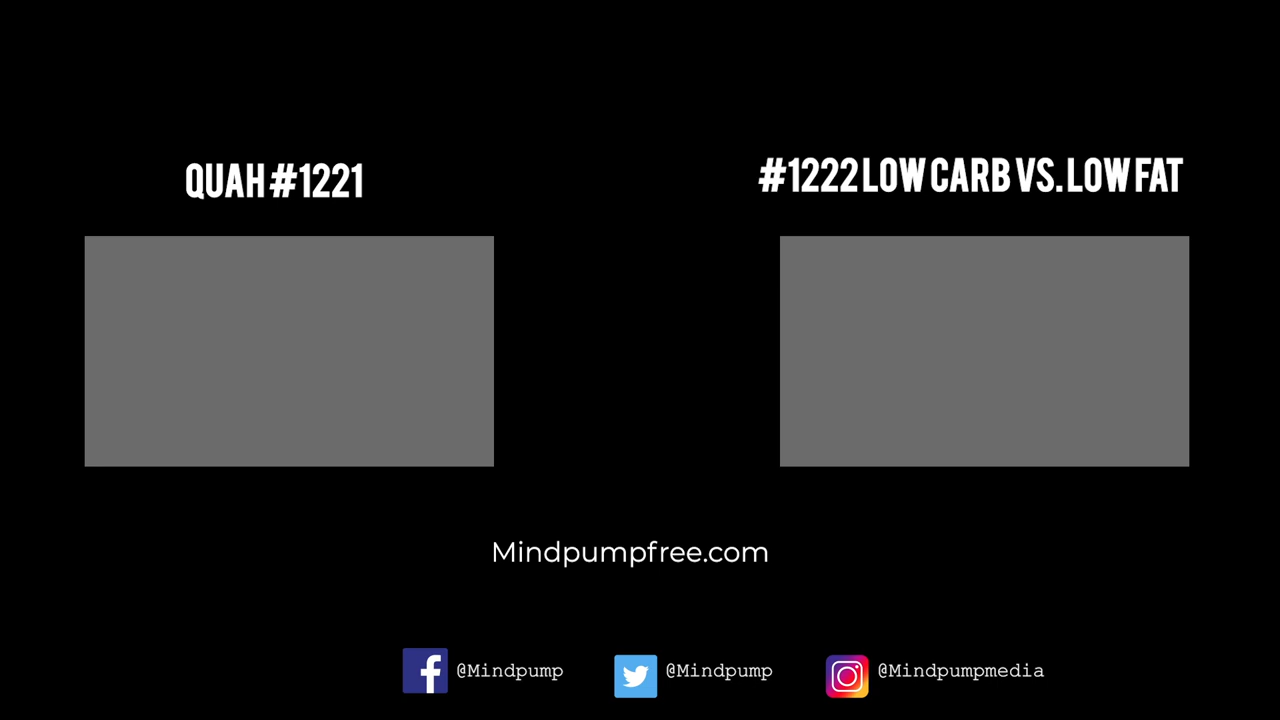 QUAH #1221
#1222 LOW CARB VS. LOW FAT
Mindpumpfree.com
@Mindpump
@Mindpump
@Mindpumpmedia